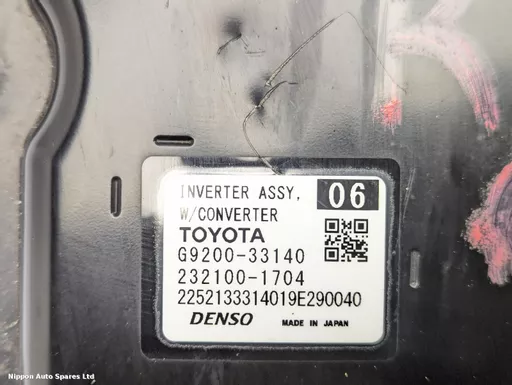 INVERTER ASSY, 06
W/CONVERTER
TOYOTA
G9200-33140
232100-1704
2252133314019E290040
DENSO MADE IN JAPAN
Nippon Auto Spares Ltd